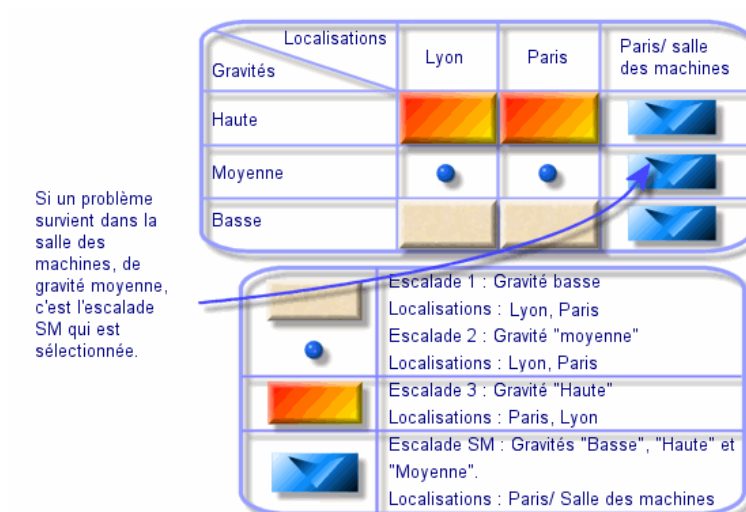 Localisations
Gravités
Lyon
Paris
Paris/ salle
des machines
Haute
Moyenne
Basse
Si un problème
survient dans la
salle des
machines, de
gravité moyenne,
c'est l'escalade
SM qui est
sélectionnée.
Escalade 1 : Gravité basse
Localisations : Lyon, Paris
Escalade 2 : Gravité "moyenne"
Localisations : Lyon, Paris
Escalade 3 : Gravité "Haute"
Localisations : Paris, Lyon
Escalade SM : Gravités "Basse", "Haute" et
"Moyenne".
Localisations : Paris/ Salle des machines